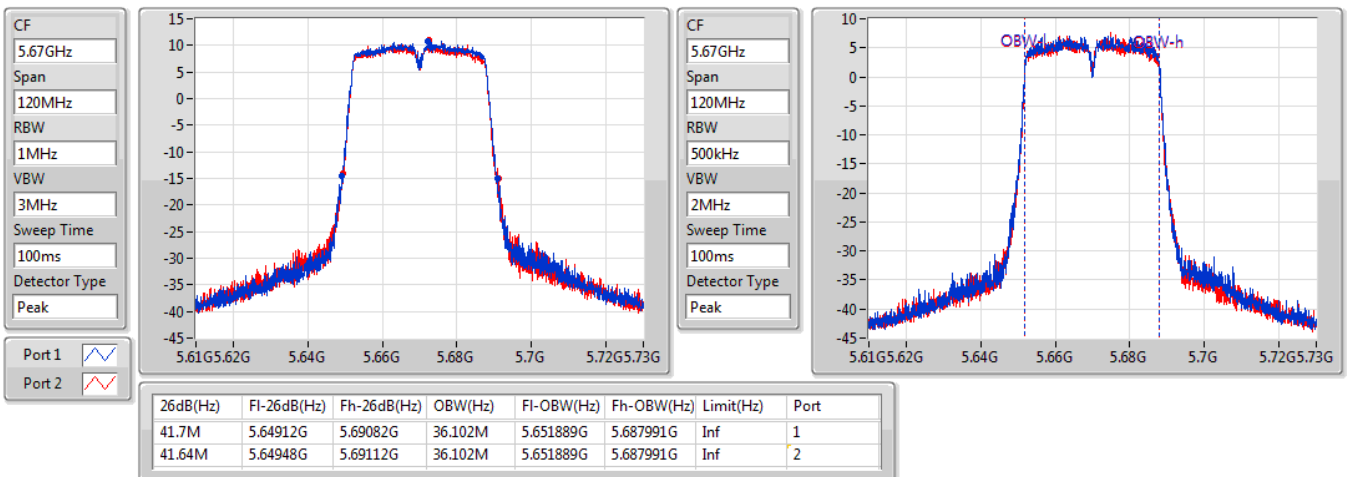 CF
5.67GHz
Span
120MHz
RBW
1MHz
VBW
3MHz
Sweep Time
100ms
Detector Type
Peak
Port 1
Port 2
15
10
5
0
-5
-10
-15
-20
-25
-30
-35
-40
-45
5.61G 5.62G 5.64G 5.66G 5.68G 5.7G 5.72G 5.73G
CF
5.67GHz
Span
120MHz
RBW
500kHz
VBW
2MHz
Sweep Time
100ms
Detector Type
Peak
10
5
0
-5
-10
-15
-20
-25
-30
-35
-40
-45
OBW-l OBW-h
5.61G 5.62G 5.64G 5.66G 5.68G 5.7G 5.72G 5.73G
26dB(Hz) Fl-26dB(Hz) Fh-26dB(Hz) OBW(Hz) Fl-OBW(Hz) Fh-OBW(Hz) Limit(Hz) Port
41.7M 5.64912G 5.69082G 36.102M 5.651889G 5.687991G Inf 1
41.64M 5.64948G 5.69112G 36.102M 5.651889G 5.687991G Inf 2